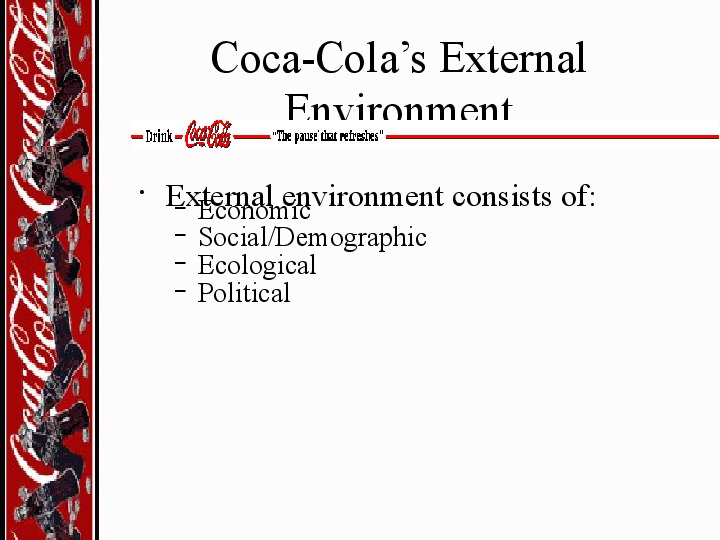 Coca-Cola’s External
Environment
Drink Coca-Cola "The pause that refreshes"
• External environment consists of:
– Economic
– Social/Demographic
– Ecological
– Political
Coca-Cola
Coca-Cola
Coca-Cola
Coca-Cola